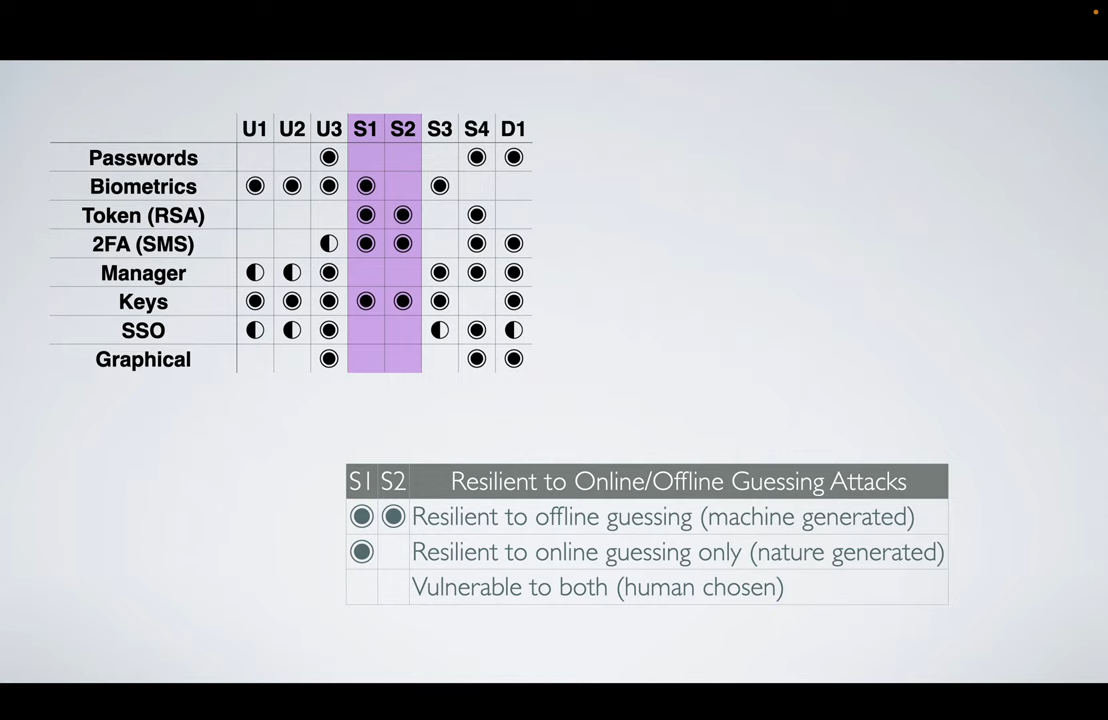 U1 U2 U3 S1 S2 S3 S4 D1
Passwords
Biometrics
Token (RSA)
2FA (SMS)
Manager
Keys
SSO
Graphical
S1 S2 Resilient to Online/Offline Guessing Attacks
Resilient to offline guessing (machine generated)
Resilient to online guessing only (nature generated)
Vulnerable to both (human chosen)